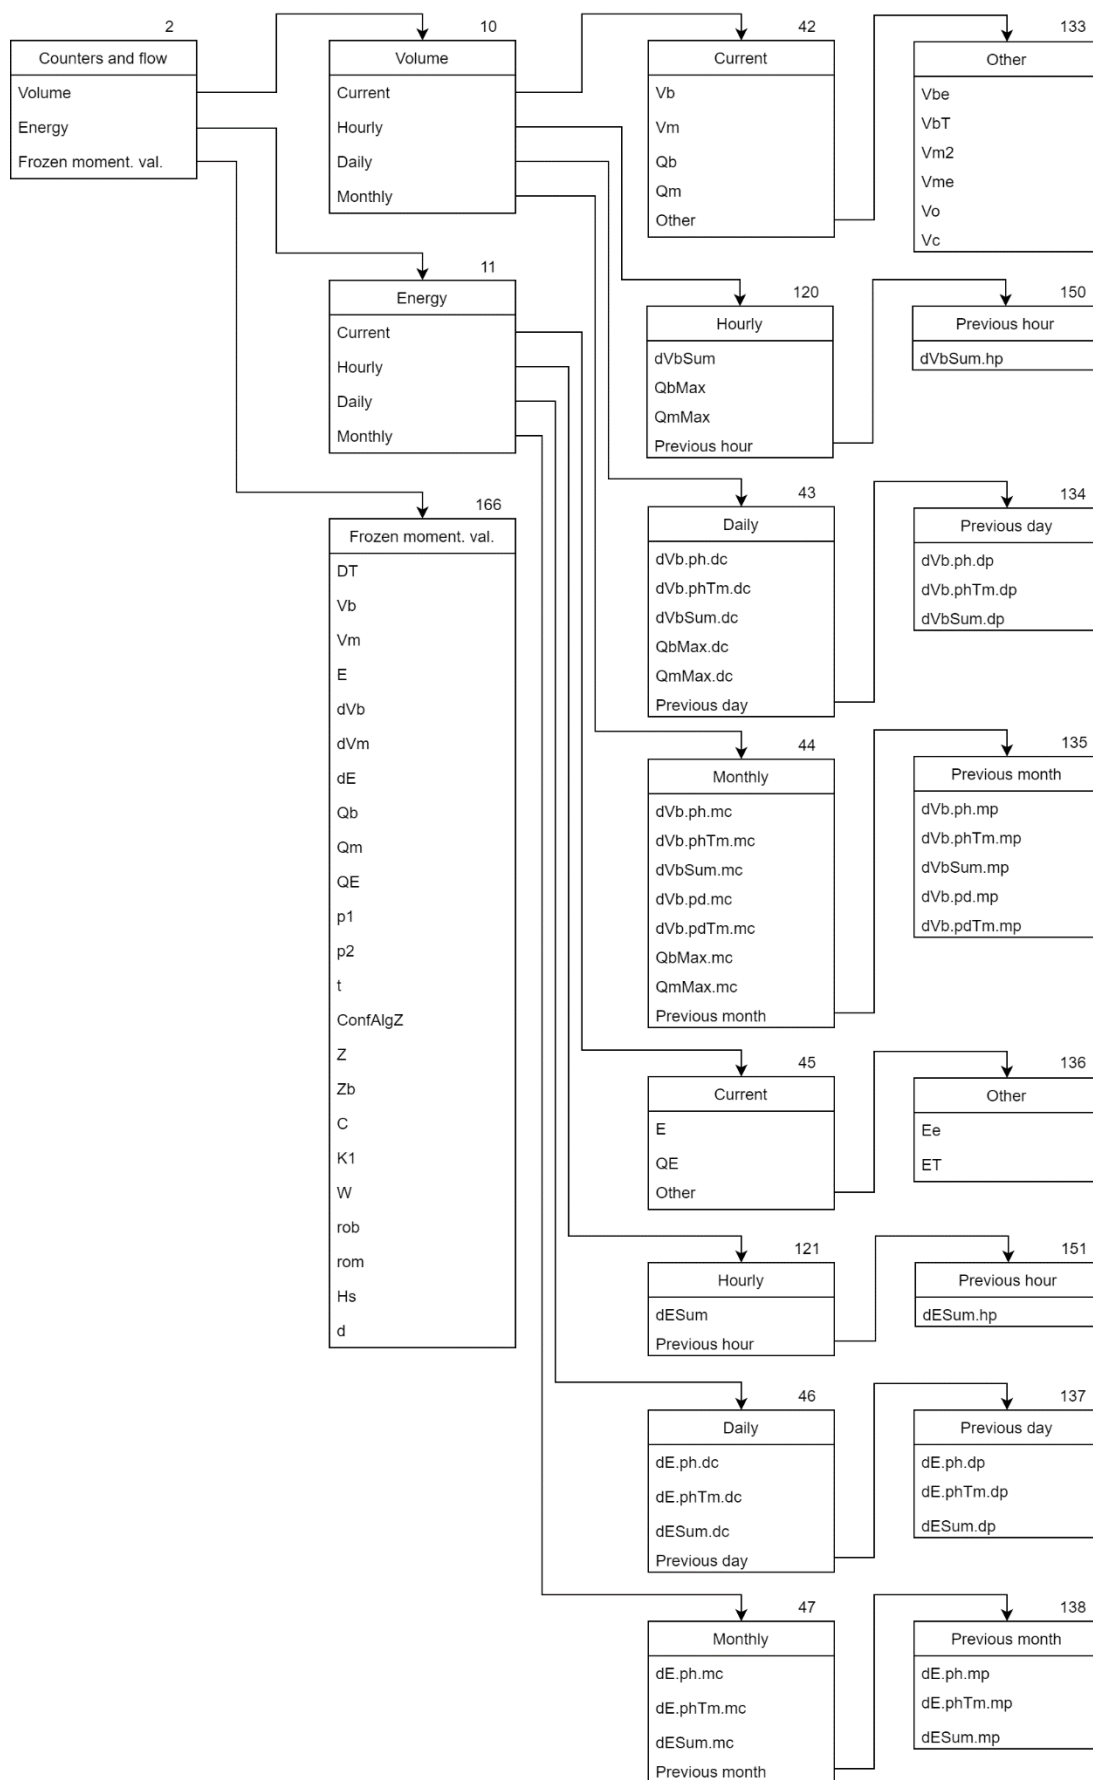 2
Counters and flow
Volume
Energy
Frozen moment. val.
10
Volume
Current
Hourly
Daily
Monthly
11
Energy
Current
Hourly
Daily
Monthly
166
Frozen moment. val.
DT
Vb
Vm
E
dVb
dVm
dE
Qb
Qm
QE
p1
p2
t
ConfAlgZ
Z
Zb
C
K1
W
rob
rom
Hs
d
42
Current
Vb
Vm
Qb
Qm
Other
133
Other
Vbe
VbT
Vm2
Vme
Vo
Vc
120
Hourly
dVbSum
QbMax
QmMax
Previous hour
150
Previous hour
dVbSum.hp
43
Daily
dVb.ph.dc
dVb.phTm.dc
dVbSum.dc
QbMax.dc
QmMax.dc
Previous day
134
Previous day
dVb.ph.dp
dVb.phTm.dp
dVbSum.dp
44
Monthly
dVb.ph.mc
dVb.phTm.mc
dVbSum.mc
dVb.pd.mc
dVb.pdTm.mc
QbMax.mc
QmMax.mc
Previous month
135
Previous month
dVb.ph.mp
dVb.phTm.mp
dVbSum.mp
dVb.pd.mp
dVb.pdTm.mp
45
Current
E
QE
Other
136
Other
Ee
ET
121
Hourly
dESum
Previous hour
151
Previous hour
dESum.hp
46
Daily
dE.ph.dc
dE.phTm.dc
dESum.dc
Previous day
137
Previous day
dE.ph.dp
dE.phTm.dp
dESum.dp
47
Monthly
dE.ph.mc
dE.phTm.mc
dESum.mc
Previous month
138
Previous month
dE.ph.mp
dE.phTm.mp
dESum.mp